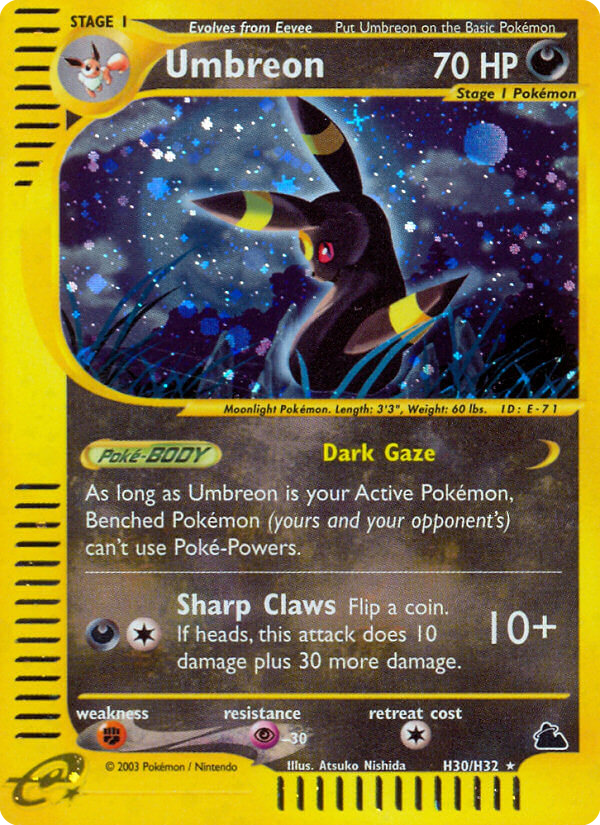 STAGE 1 Evolves from Eevee Put Umbreon on the Basic Pokémon
Umbreon 70 HP
Stage 1 Pokémon
Moonlight Pokémon. Length: 3'3", Weight: 60 lbs. ID: E-71
Poké-BODY Dark Gaze
As long as Umbreon is your Active Pokémon,
Benched Pokémon (yours and your opponent's)
can't use Poké-Powers.
Sharp Claws Flip a coin.
If heads, this attack does 10
damage plus 30 more damage.
10+
weakness resistance retreat cost
-30
© 2003 Pokémon / Nintendo Illus. Atsuko Nishida H30/H32 ★
e